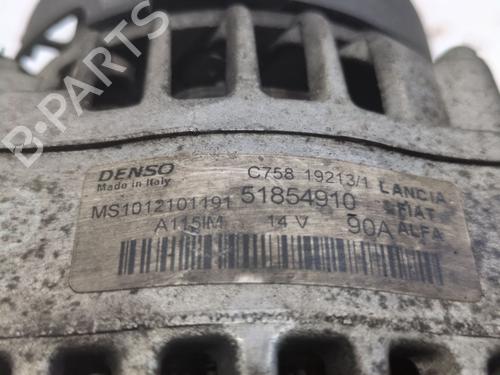 B-PARTS
DENSO
Made in Italy
C758 19213/1
LANCIA
MS1012101191
51854910
FIAT
A115IM
14 V
90A
ALFA